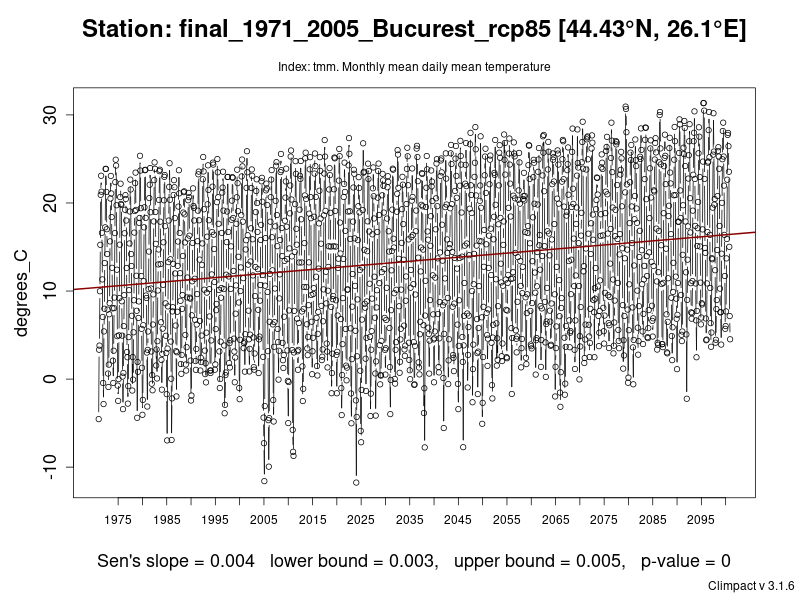 Station: final_1971_2005_Bucurest_rcp85 [44.43°N, 26.1°E]
Index: tmm. Monthly mean daily mean temperature
degrees_C
30
20
10
0
-10
1975 1985 1995 2005 2015 2025 2035 2045 2055 2065 2075 2085 2095
Sen's slope = 0.004 lower bound = 0.003, upper bound = 0.005, p-value = 0
Climpact v 3.1.6